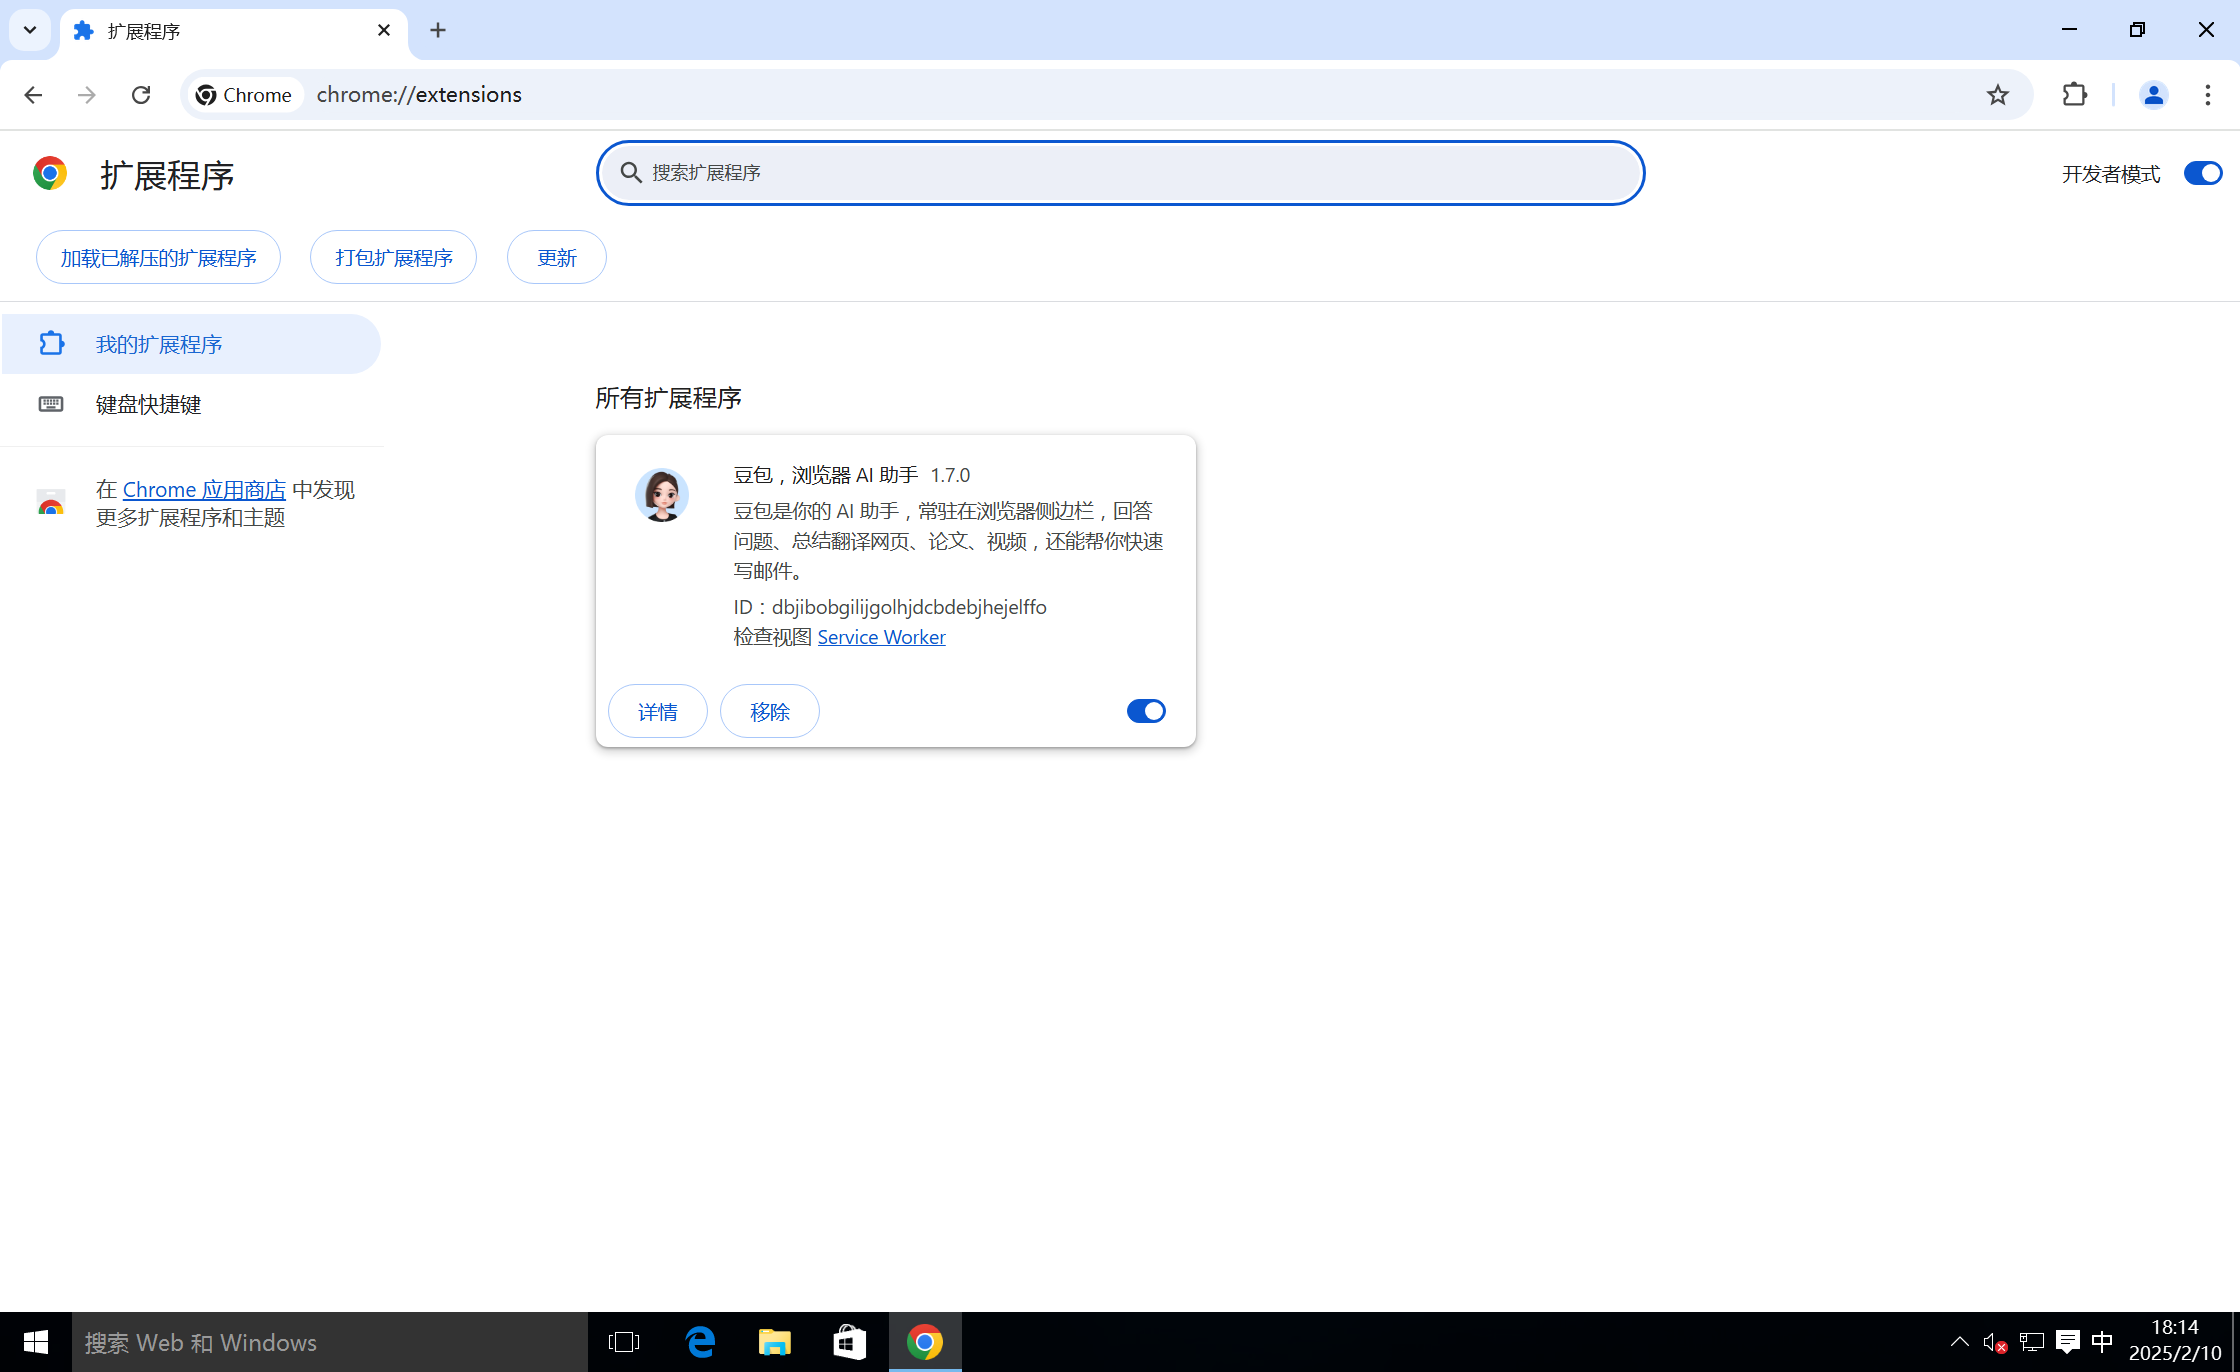 扩展程序
Chrome chrome://extensions
扩展程序
搜索扩展程序
开发者模式
加载已解压的扩展程序
打包扩展程序
更新
我的扩展程序
键盘快捷键
在 Chrome 应用商店 中发现
更多扩展程序和主题
所有扩展程序
豆包，浏览器 AI 助手 1.7.0
豆包是你的 AI 助手，常驻在浏览器侧边栏，回答
问题、总结翻译网页、论文、视频，还能帮你快速
写邮件。
ID：dbjibobgilijgolhjdcbdebjhejelffo
检查视图 Service Worker
详情
移除
搜索 Web 和 Windows
中
18:14
2025/2/10